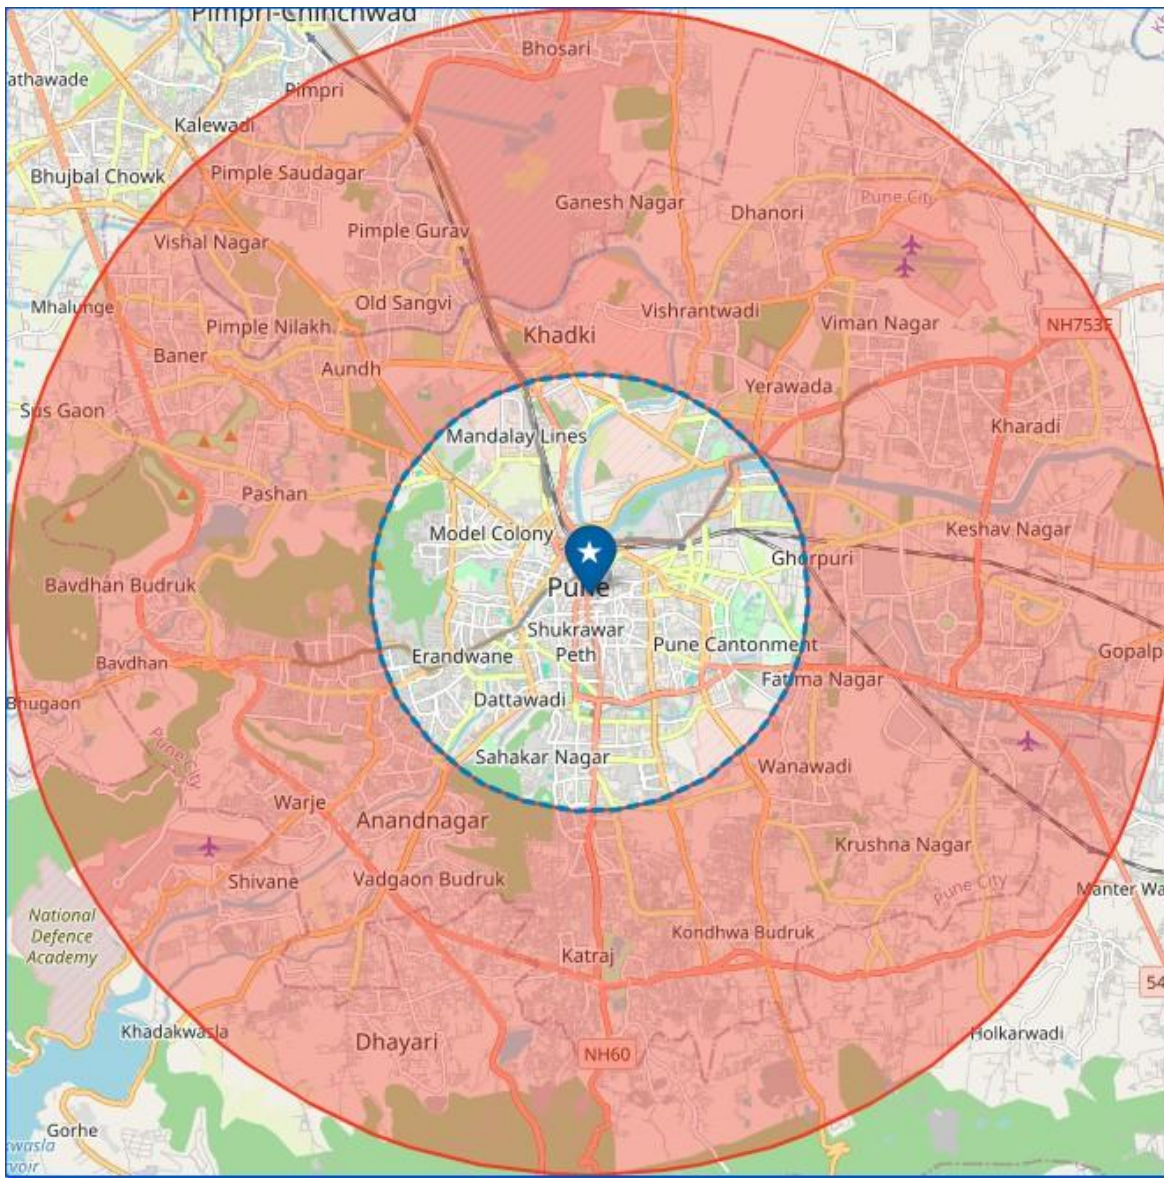 Pimpri-Chinchwad
Bhosari
athawade
Pimpri
Kalewadi
Bhujbal Chowk
Pimple Saudagar
Ganesh Nagar
Pune City
Dhanori
Pimple Gurav
Vishal Nagar
Mhalunge
Old Sangvi
Vishrantwadi
Viman Nagar
NH753F
Pimple Nilakh
Khadki
Baner
Aundh
Yerawada
Sus Gaon
Kharadi
Mandalay Lines
Pashan
Model Colony
Keshav Nagar
Ghorpuri
Bavdhan Budruk
Pune
Shukrawar
Peth
Pune Cantonment
Erandwane
Gopalp
Bavdhan
Fatima Nagar
Bhugaon
Dattawadi
Pune City
Sahakar Nagar
Wanawadi
Warje
Anandnagar
Krushna Nagar
Shivane
Vadgaon Budruk
Pune City
Manter Wa
National
Defence
Academy
Kondhwa Budruk
Katraj
54
Khadakwasla
Holkarwadi
Dhayari
NH60
Gorhe
kwasla
rvoir